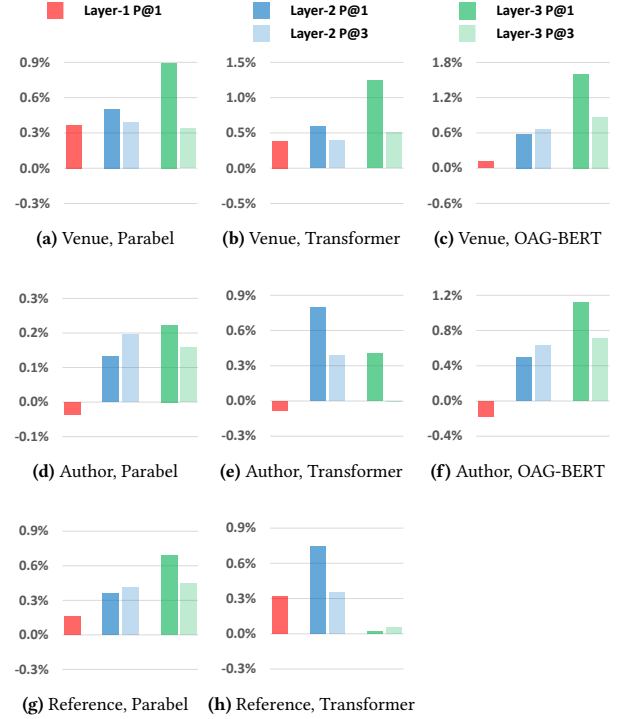 Layer-1 P@1 Layer-2 P@1 Layer-3 P@1
Layer-2 P@3 Layer-3 P@3
0.9% 1.5% 1.8%
0.6% 1.0% 1.2%
0.3% 0.5% 0.6%
0.0% 0.0% 0.0%
-0.3% -0.5% -0.6%
(a) Venue, Parabel (b) Venue, Transformer (c) Venue, OAG-BERT
0.3% 0.9% 1.2%
0.2% 0.6% 0.8%
0.1% 0.3% 0.4%
0.0% 0.0% 0.0%
-0.1% -0.3% -0.4%
(d) Author, Parabel (e) Author, Transformer (f) Author, OAG-BERT
0.9% 0.9%
0.6% 0.6%
0.3% 0.3%
0.0% 0.0%
-0.3% -0.3%
(g) Reference, Parabel (h) Reference, Transformer